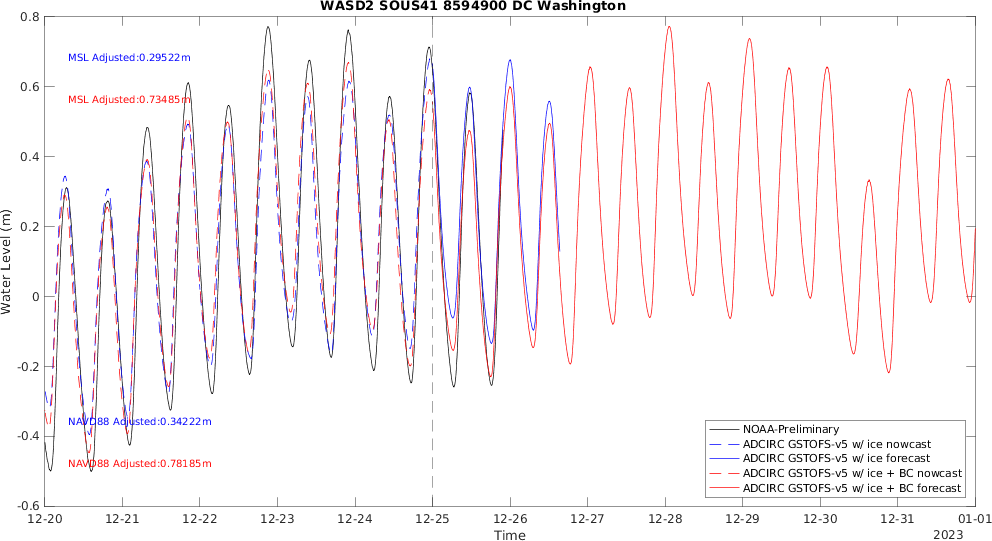 WASD2 SOUS41 8594900 DC Washington
0.8
0.6
0.4
0.2
0
-0.2
-0.4
-0.6
Water Level (m)
MSL Adjusted:0.29522m
MSL Adjusted:0.73485m
NAVD88 Adjusted:0.34222m
NAVD88 Adjusted:0.78185m
NOAA-Preliminary
ADCIRC GSTOFS-v5 w/ ice nowcast
ADCIRC GSTOFS-v5 w/ ice forecast
ADCIRC GSTOFS-v5 w/ ice + BC nowcast
ADCIRC GSTOFS-v5 w/ ice + BC forecast
12-20 12-21 12-22 12-23 12-24 12-25 12-26 12-27 12-28 12-29 12-30 12-31 01-01
Time
2023